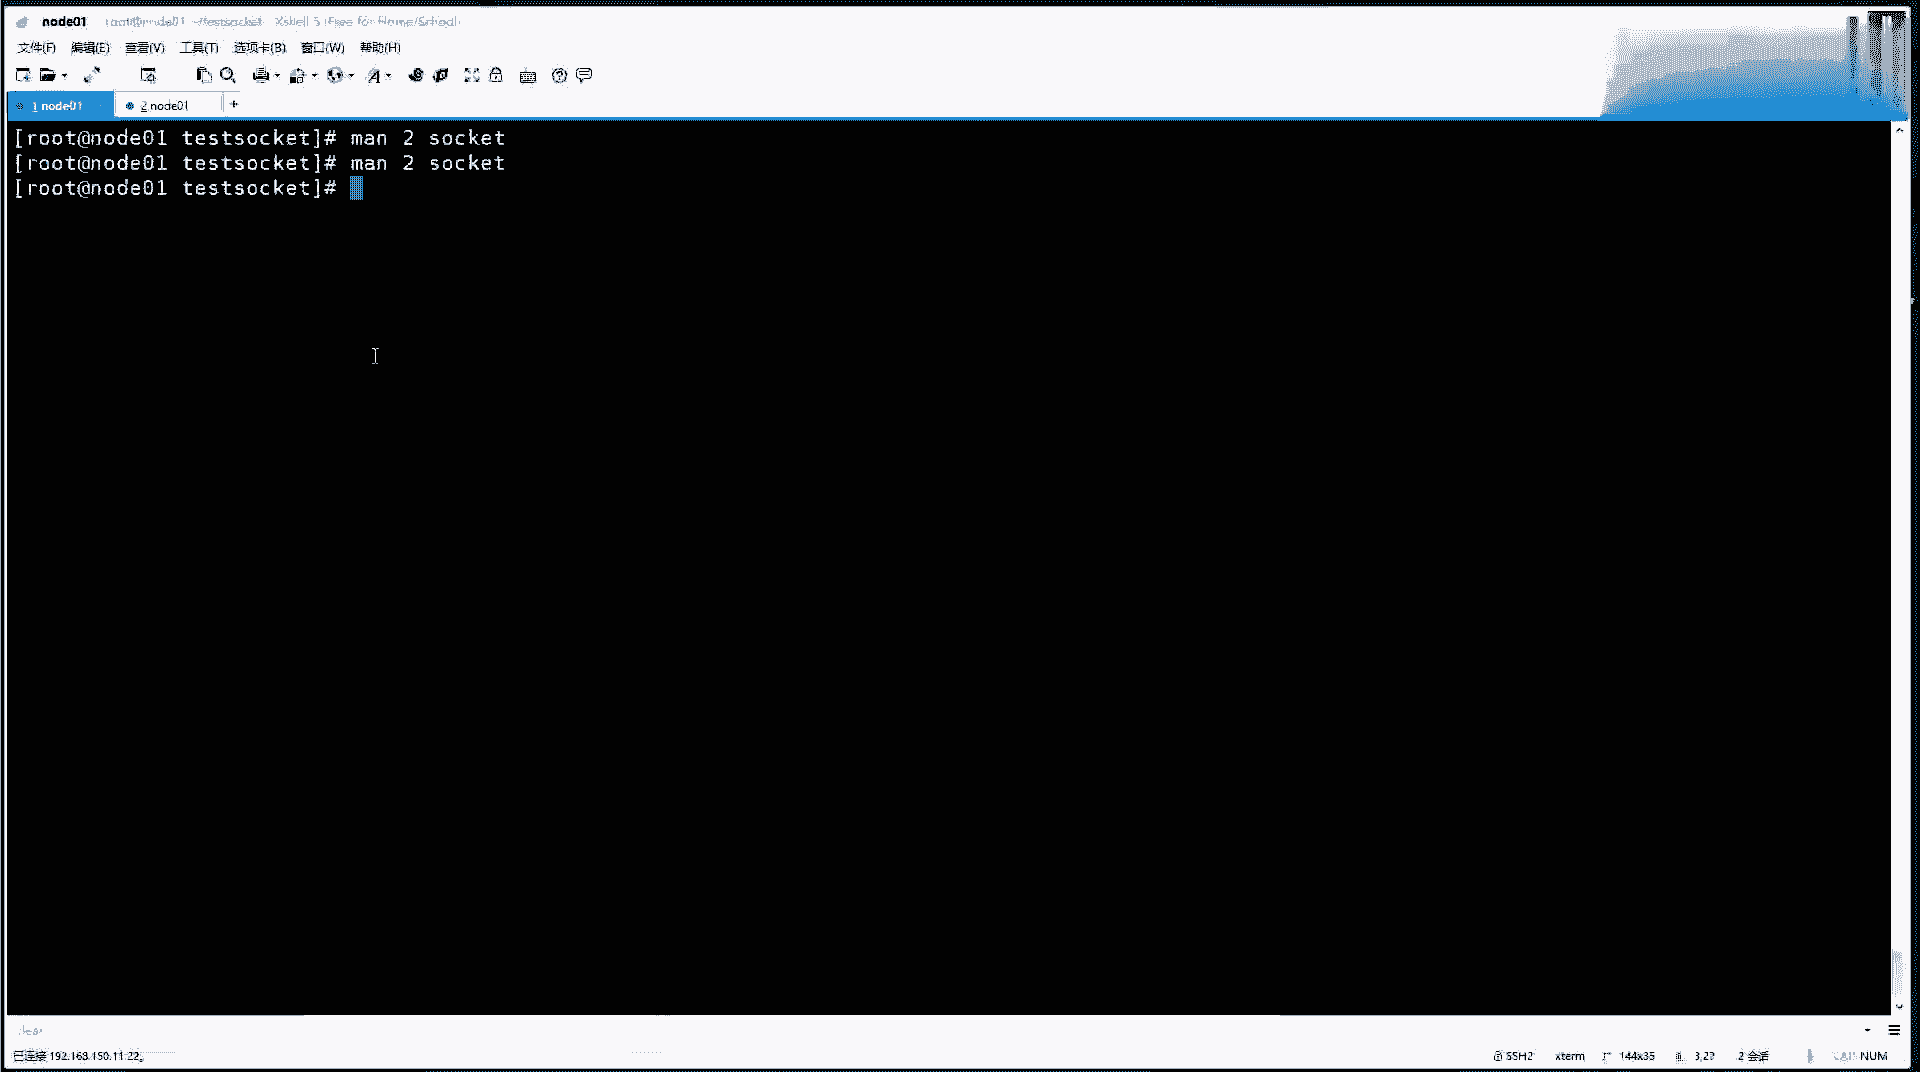 node01 root@node01:~/testsocket - Xshell 5 (Free for Home/School)
文件(F) 编辑(E) 查看(V) 工具(T) 选项卡(B) 窗口(W) 帮助(H)
1 node01 2 node01 +
[root@node01 testsocket]# man 2 socket
[root@node01 testsocket]# man 2 socket
[root@node01 testsocket]#
clear
已连接 192.168.150.11:22。 SSH2 xterm 144x35 3,27 2 会话 CAP NUM